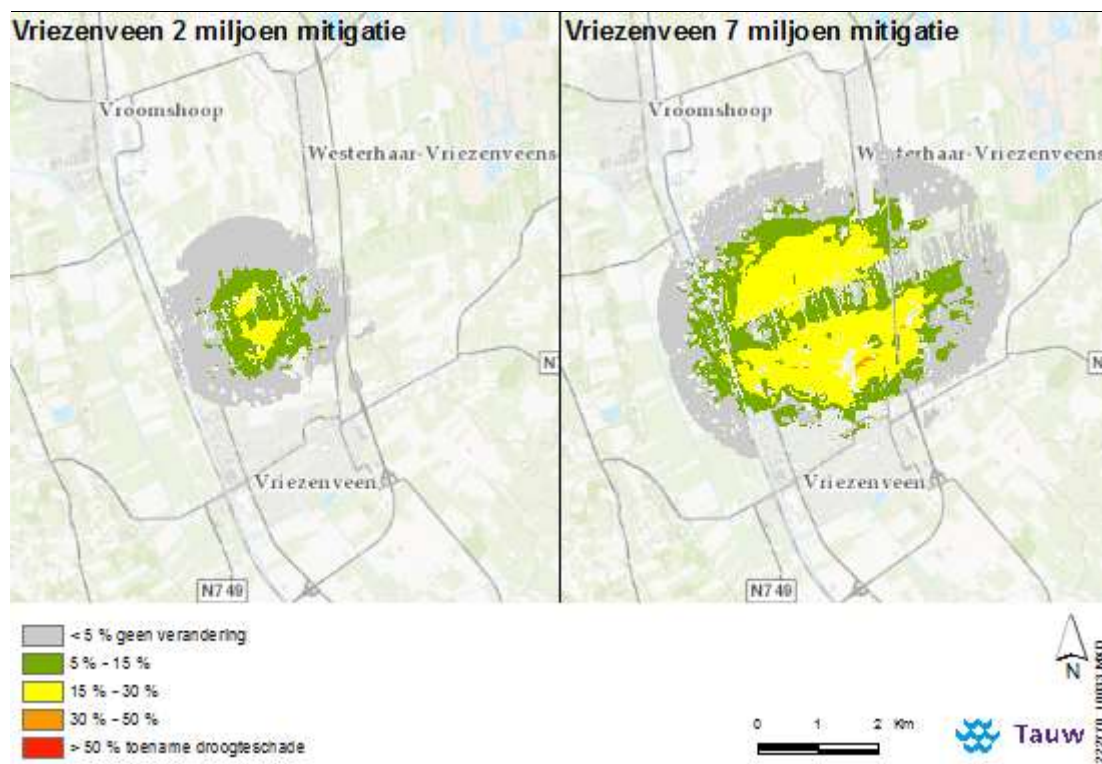 Vriezenveen 2 miljoen mitigatie
Vriezenveen 7 miljoen mitigatie
Vroomshoop
Westerhaar-Vriezenveens
Vriezenveen
N749
N
Vroomshoop
Westerhaar-Vriezenveens
Vriezenveen
N749
N
< 5 % geen verandering
5 % - 15 %
15 % - 30 %
30 % - 50 %
> 50 % toename droogteschade
0 1 2 Km
N
Tauw